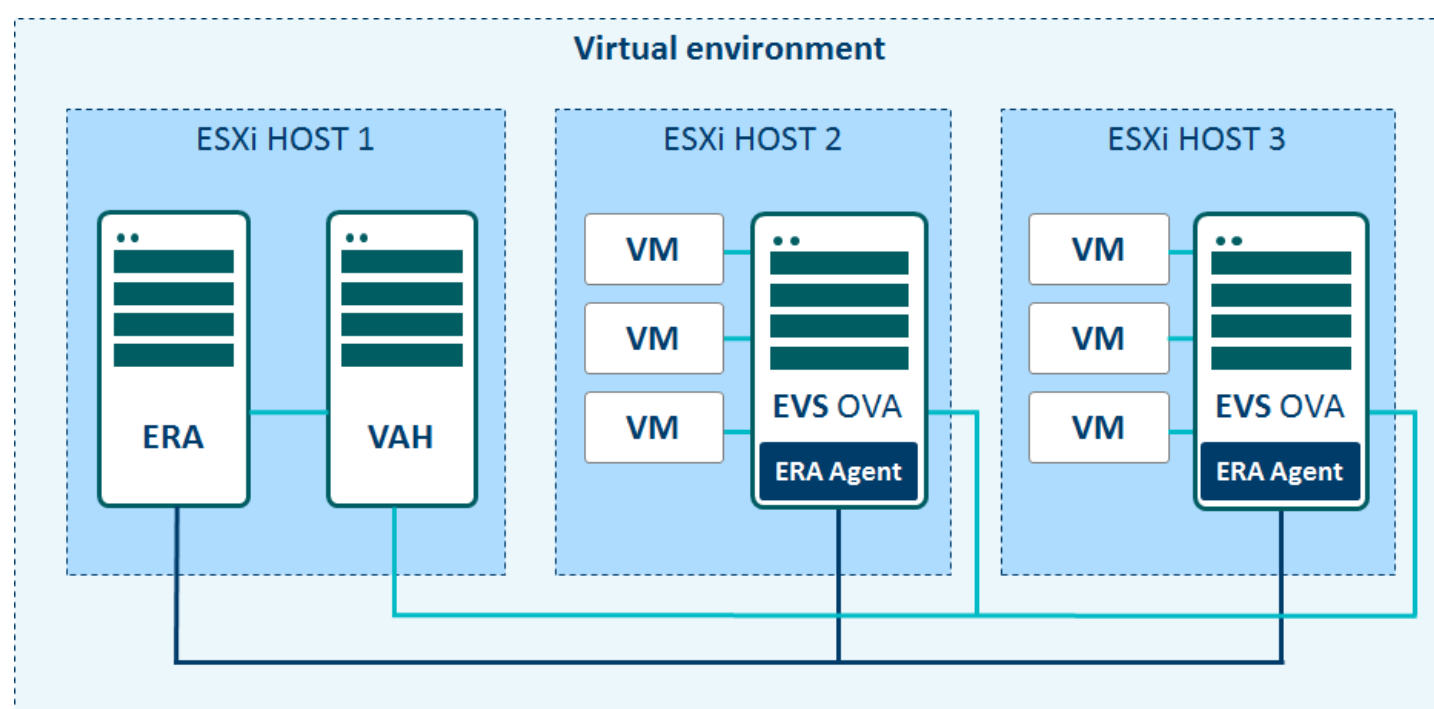 Virtual environment
ESXi HOST 1
ERA
VAH
ESXi HOST 2
VM
VM
VM
EVS OVA
ERA Agent
ESXi HOST 3
VM
VM
VM
EVS OVA
ERA Agent